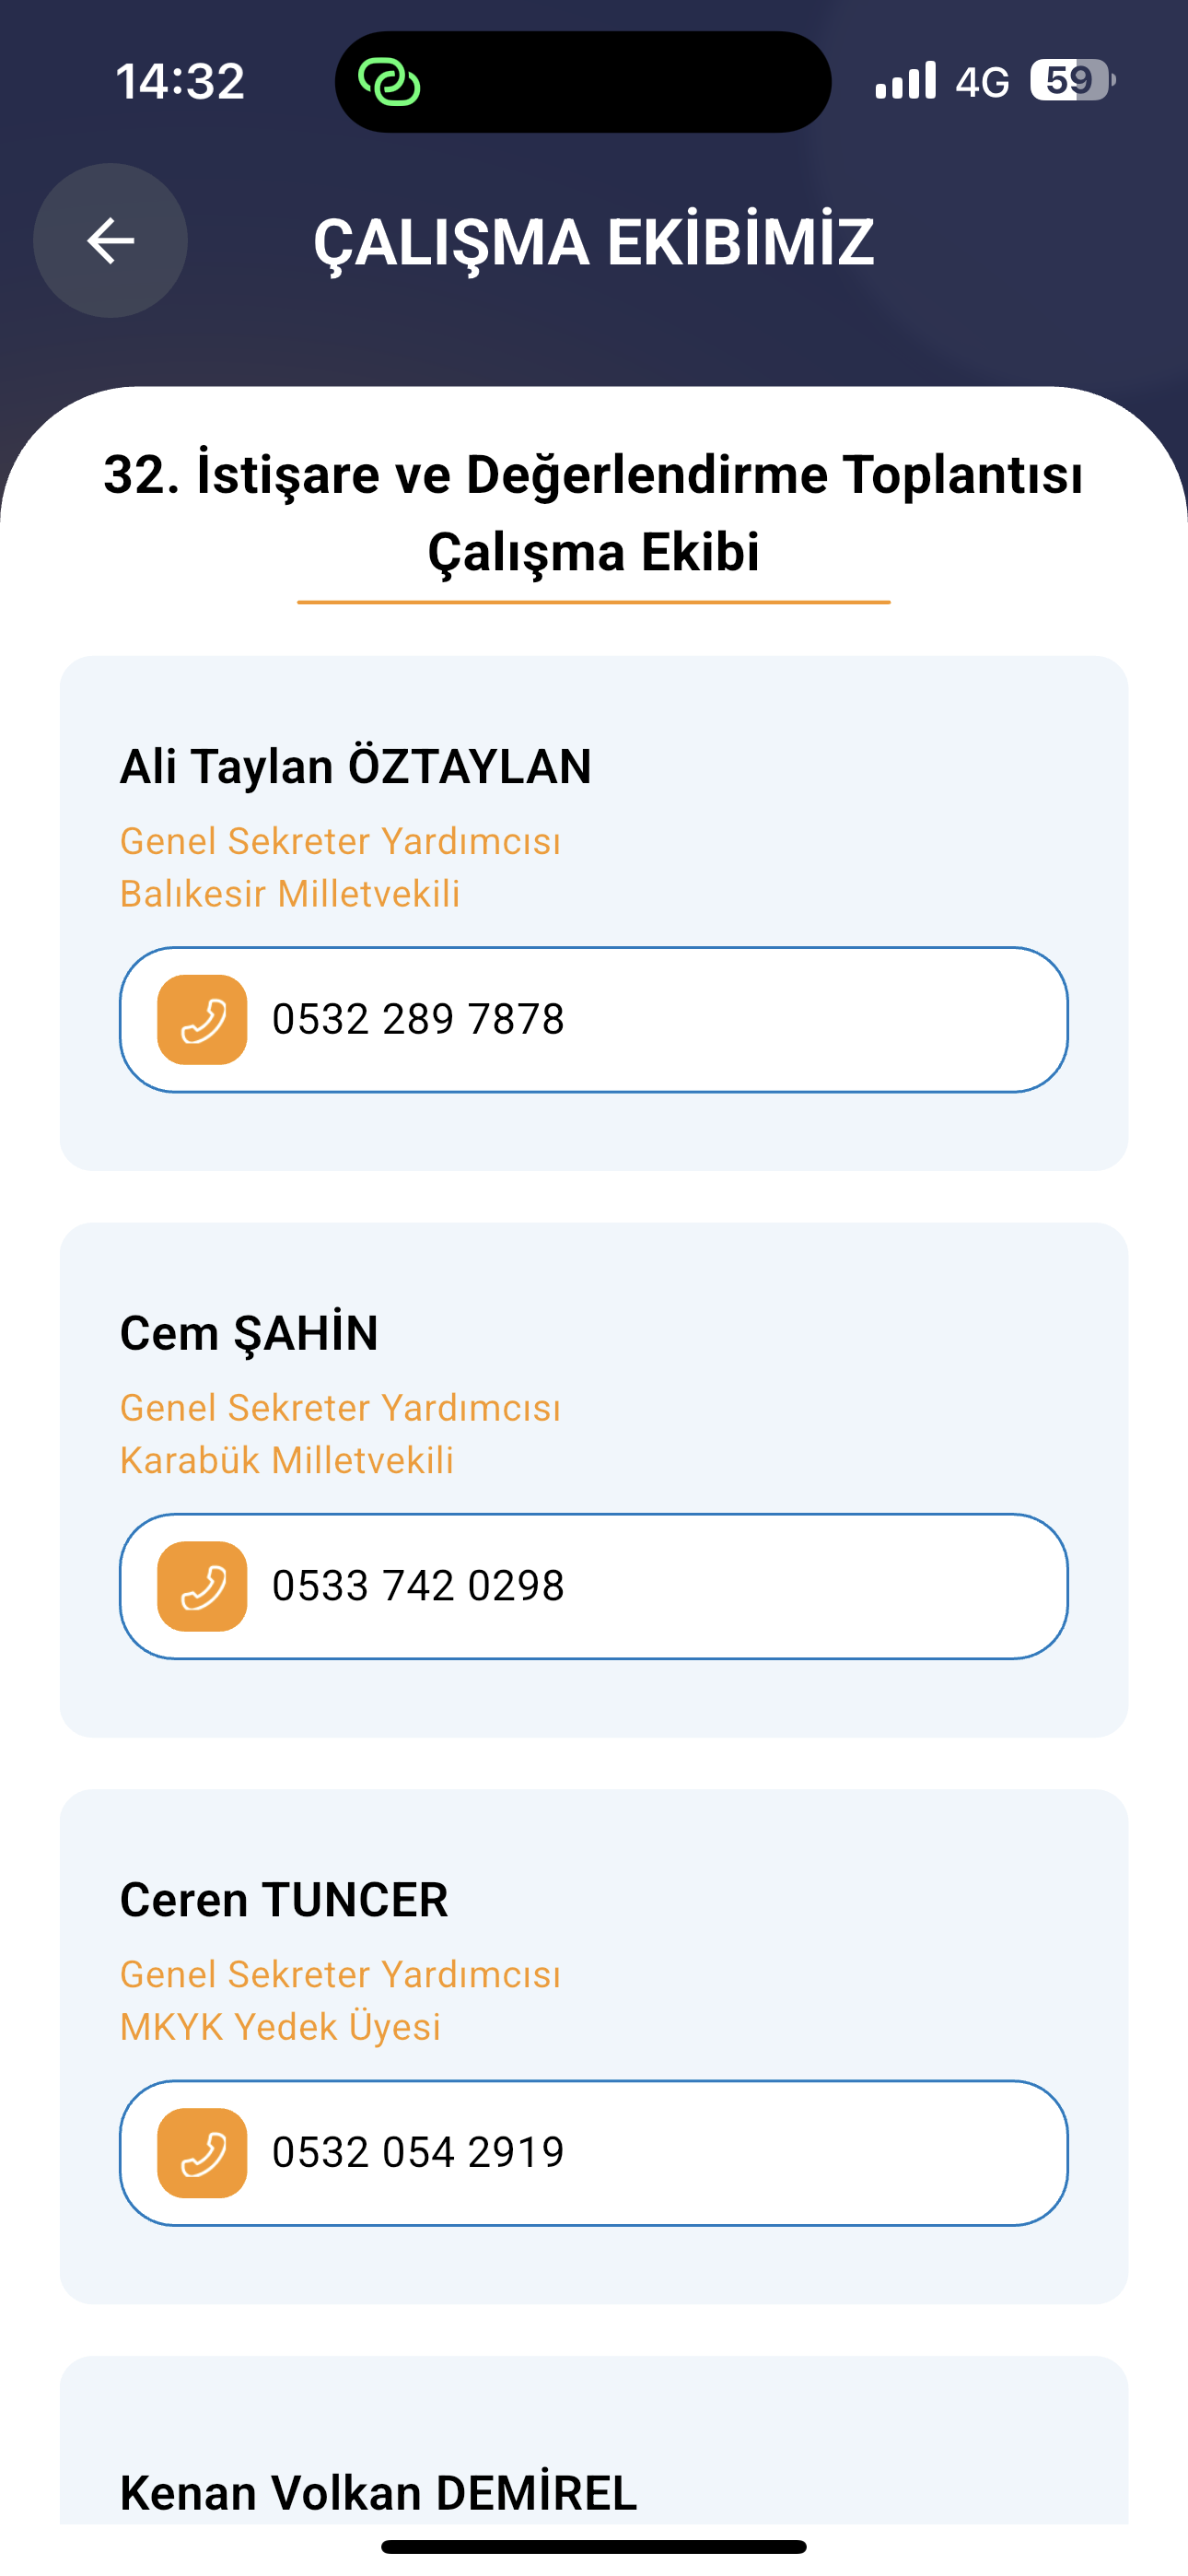 14:32
4G
59
ÇALIŞMA EKİBİMİZ
32. İstişare ve Değerlendirme Toplantısı
Çalışma Ekibi
Ali Taylan ÖZTAYLAN
Genel Sekreter Yardımcısı
Balıkesir Milletvekili
0532 289 7878
Cem ŞAHİN
Genel Sekreter Yardımcısı
Karabük Milletvekili
0533 742 0298
Ceren TUNCER
Genel Sekreter Yardımcısı
MKYK Yedek Üyesi
0532 054 2919
Kenan Volkan DEMİREL